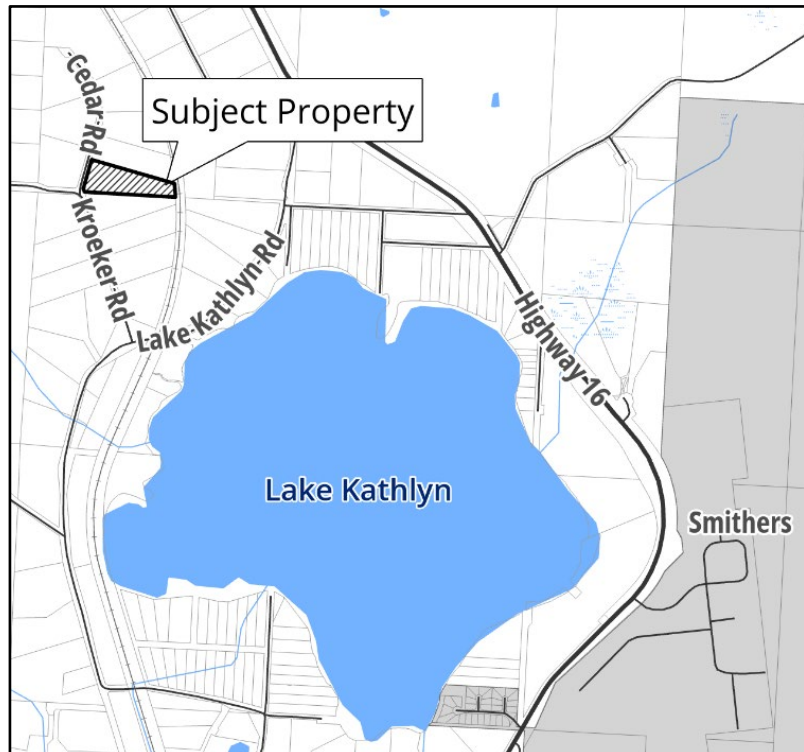 Cedar Rd
Subject Property
Kroeker Rd
Lake Kathlyn Rd
Highway 16
Lake Kathlyn
Smithers